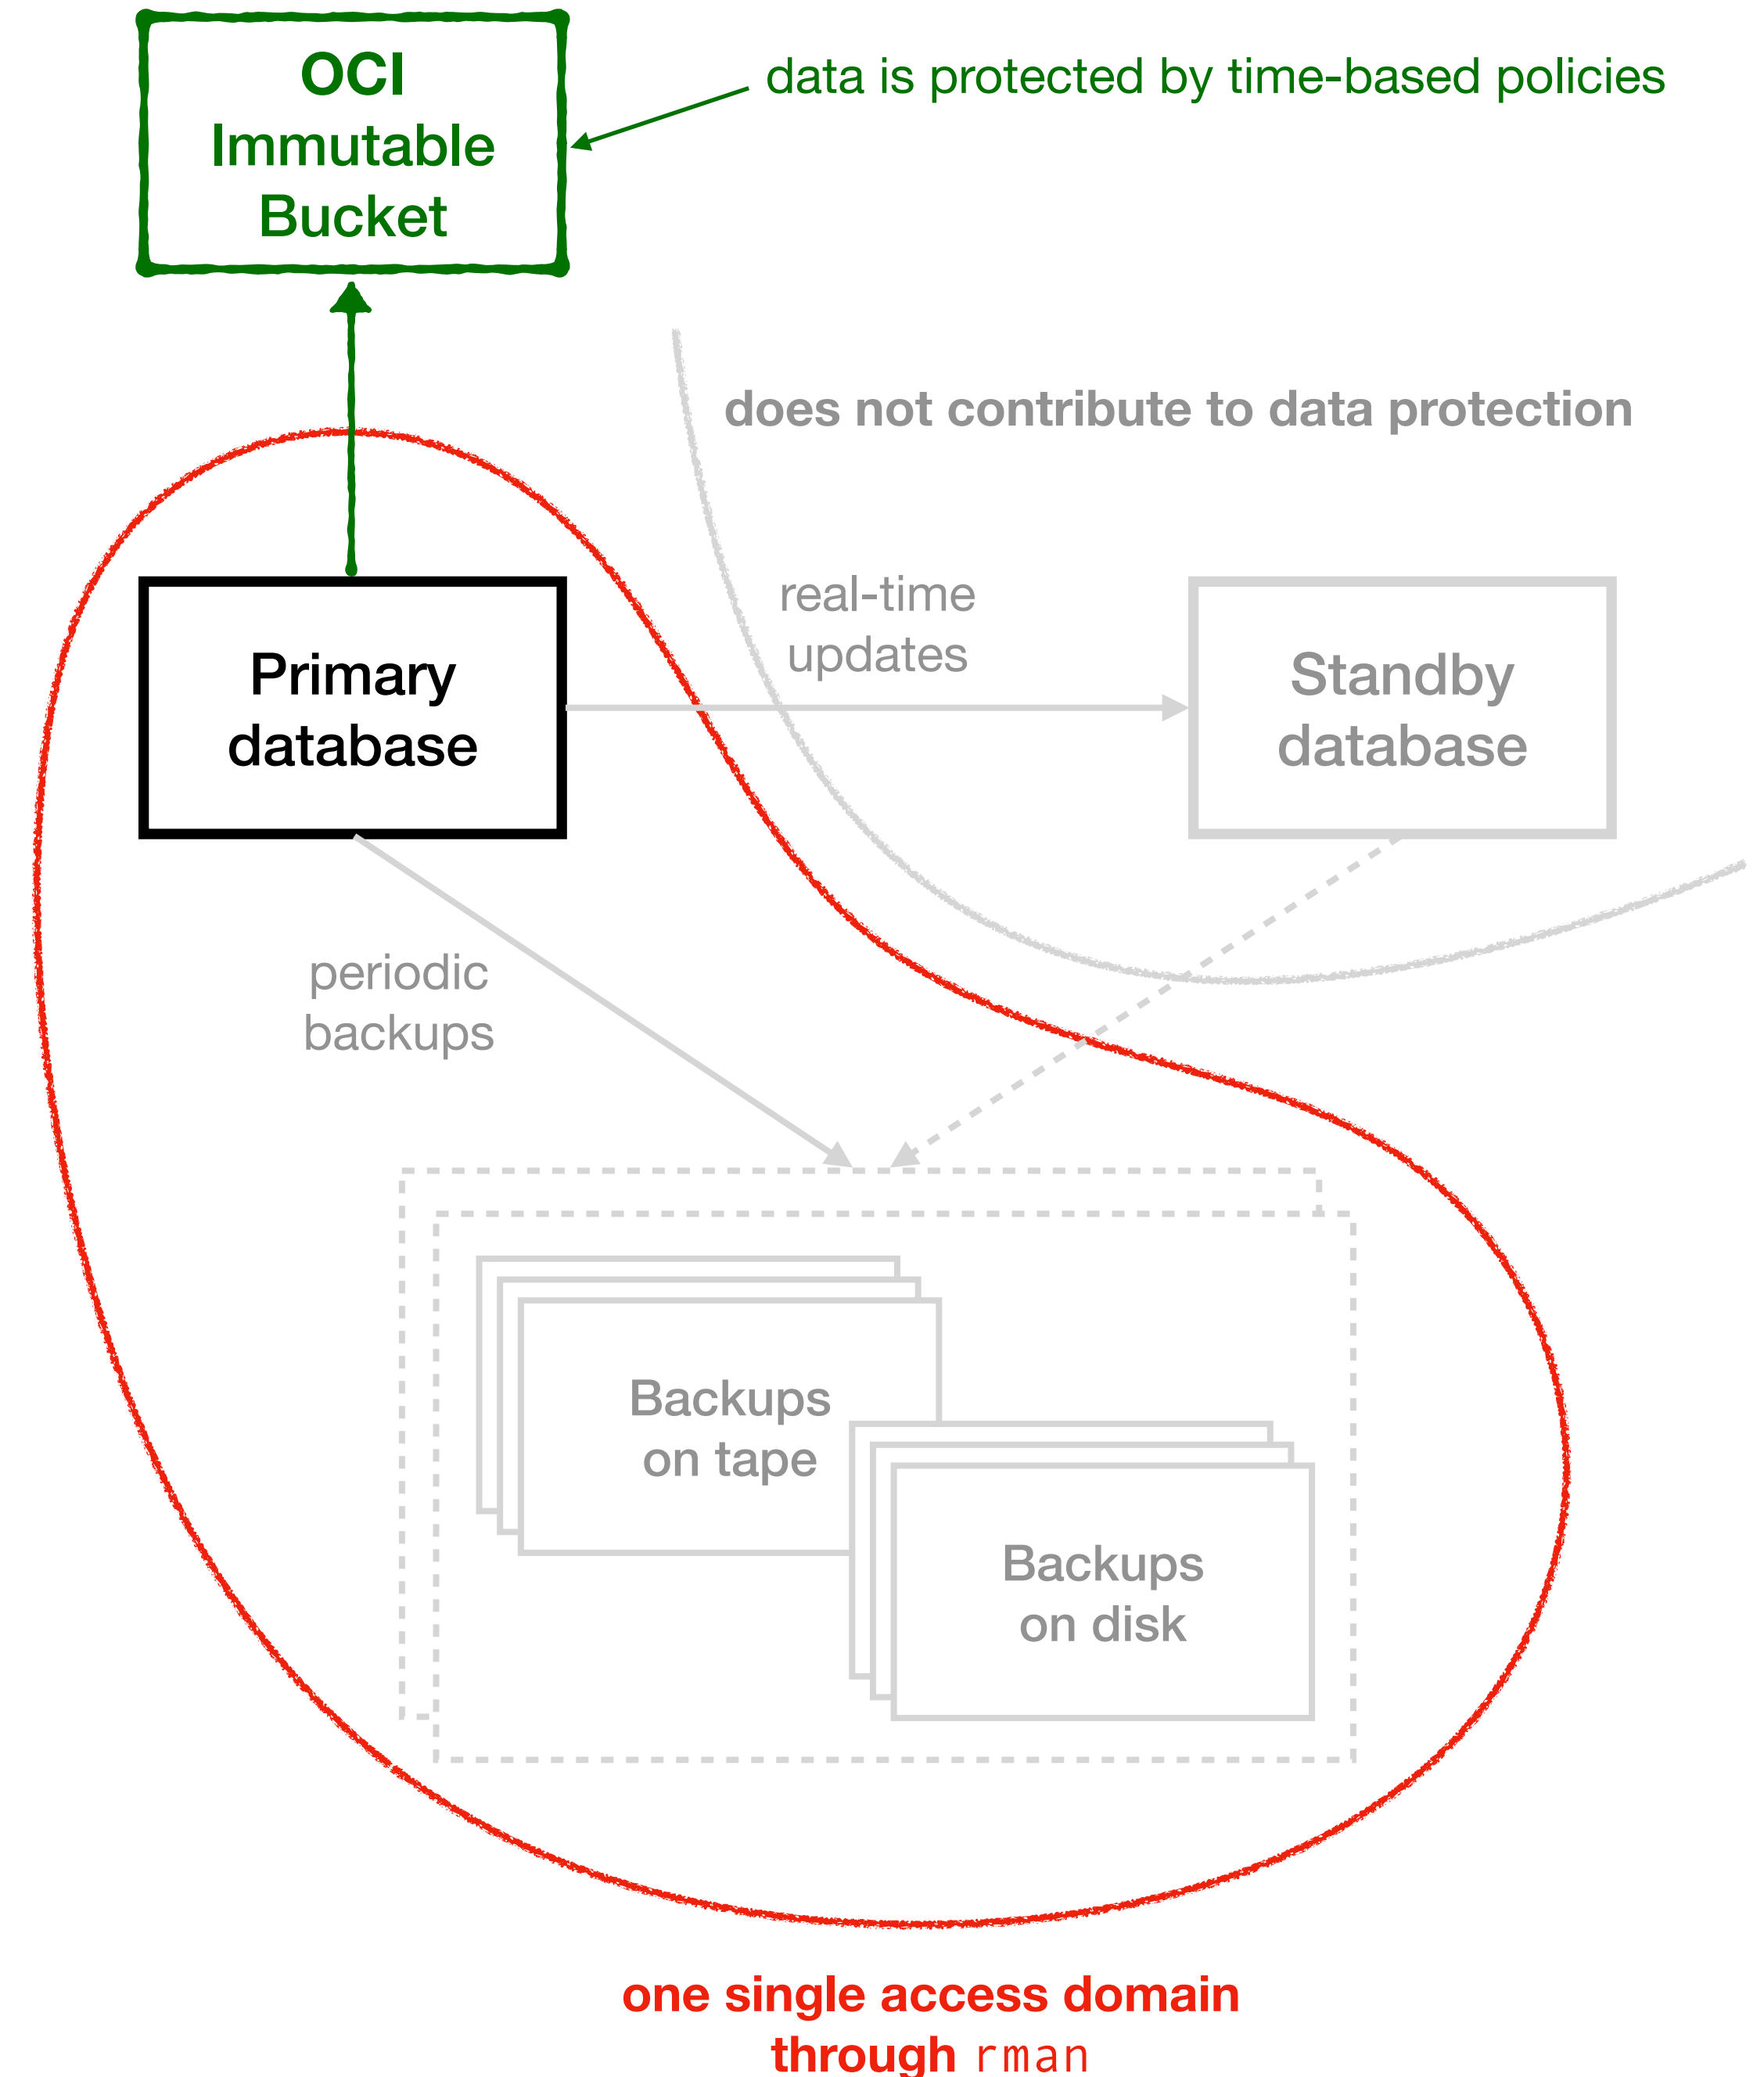 OCI
Immutable
Bucket
data is protected by time-based policies
does not contribute to data protection
real-time
updates
Primary
database
Standby
database
periodic
backups
Backups
on tape
Backups
on disk
one single access domain
through rman